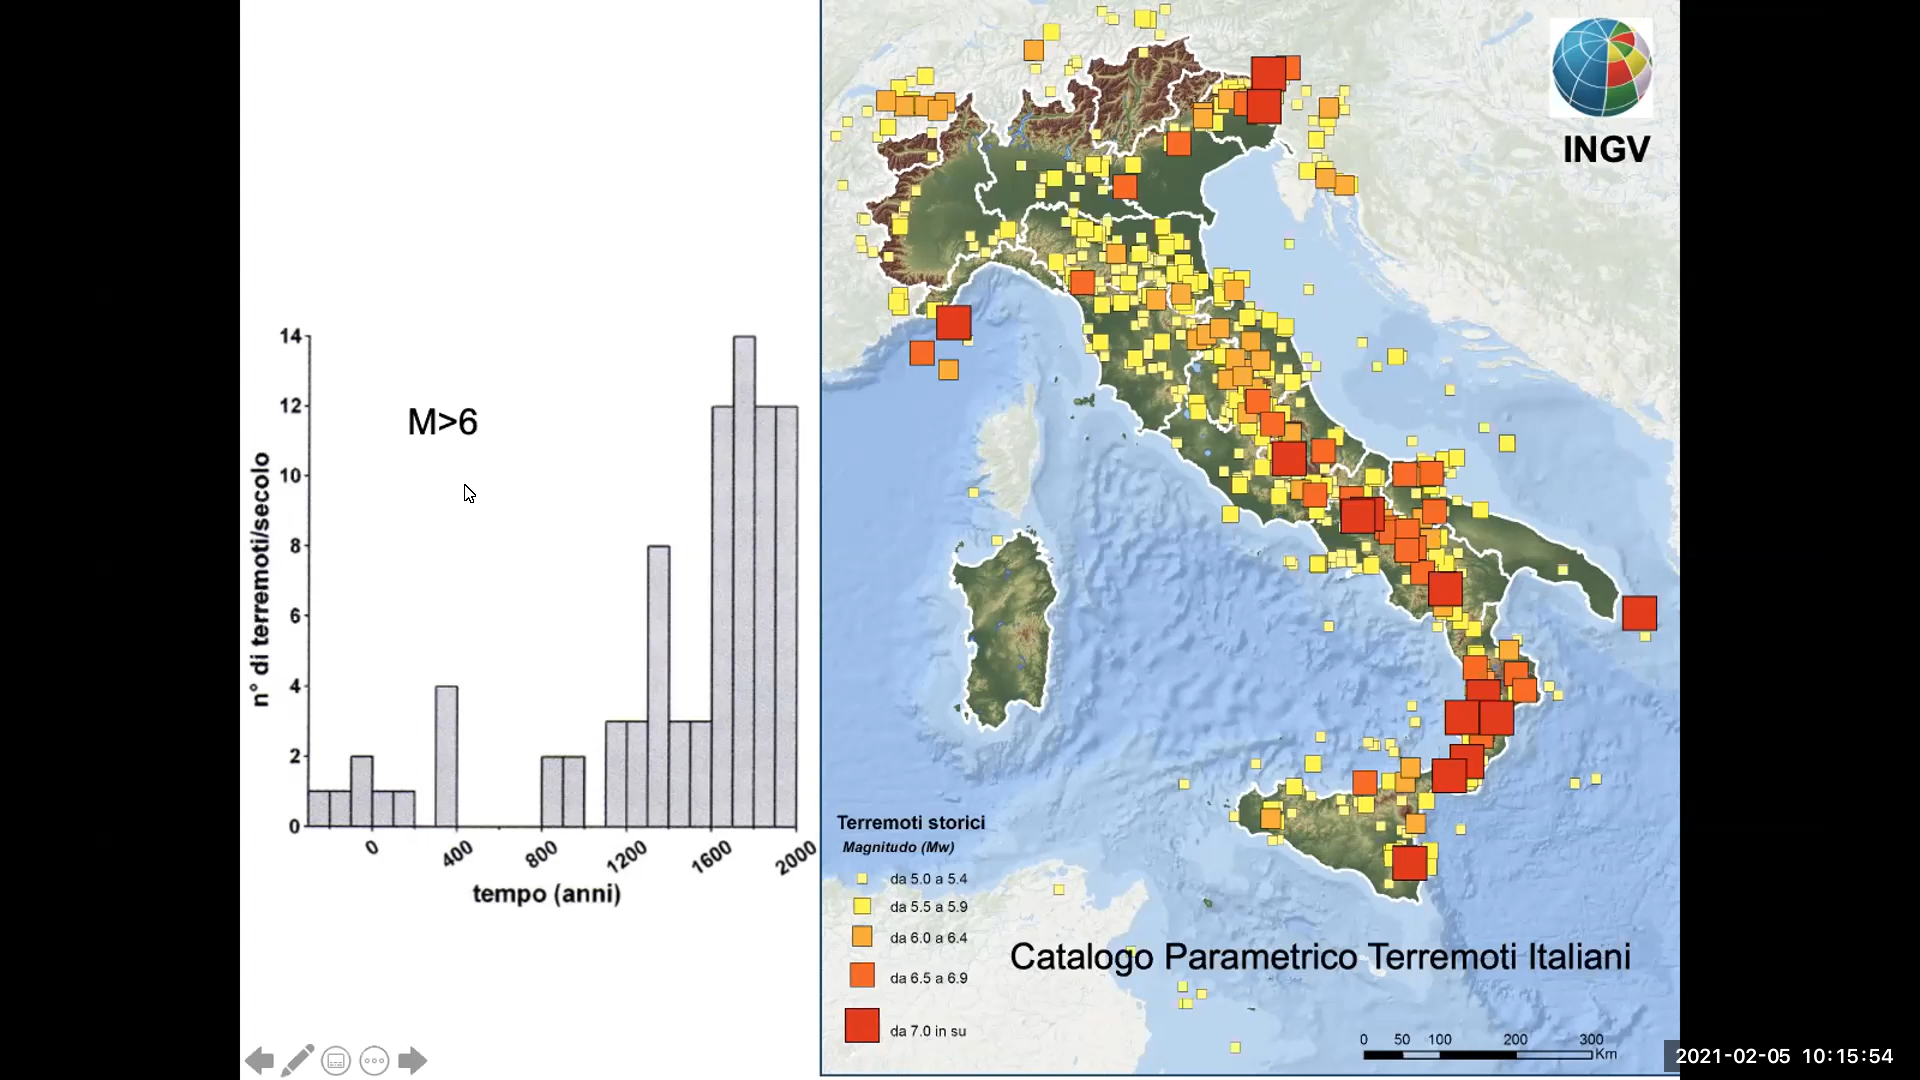 14
12
10
8
6
4
2
0
n° di terremoti/secolo
M>6
0
400
800
1200
1600
2000
tempo (anni)
INGV
Terremoti storici
Magnitudo (Mw)
da 5.0 a 5.4
da 5.5 a 5.9
da 6.0 a 6.4
da 6.5 a 6.9
da 7.0 in su
Catalogo Parametrico Terremoti Italiani
0 50 100 200 300
Km
2021-02-05 10:15:54